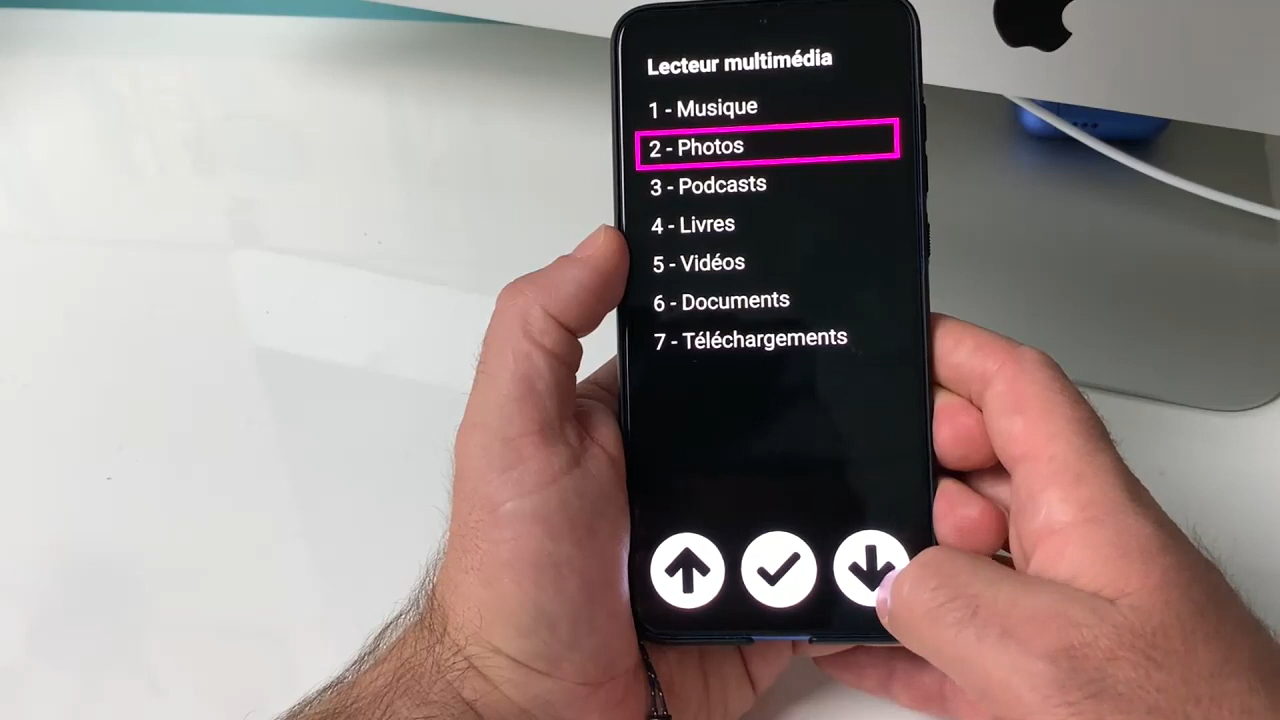 Lecteur multimédia
1 - Musique
2 - Photos
3 - Podcasts
4 - Livres
5 - Vidéos
6 - Documents
7 - Téléchargements